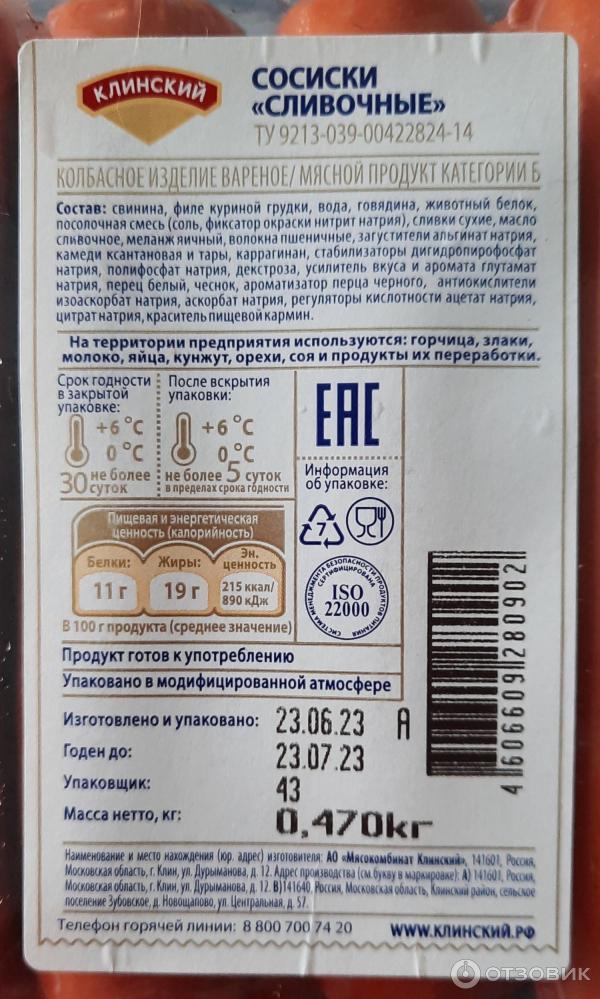 КЛИНСКИЙ
СОСИСКИ
«СЛИВОЧНЫЕ»
ТУ 9213-039-00422824-14
КОЛБАСНОЕ ИЗДЕЛИЕ ВАРЕНОЕ/ МЯСНОЙ ПРОДУКТ КАТЕГОРИИ Б
Состав: свинина, филе куриной грудки, вода, говядина, животный белок,
посолочная смесь (соль, фиксатор окраски нитрит натрия), сливки сухие, масло
сливочное, меланж яичный, волокна пшеничные, загустители альгинат натрия,
камеди ксантановая и тары, каррагинан, стабилизаторы дигидропирофосфат
натрия, полифосфат натрия, декстроза, усилитель вкуса и аромата глутамат
натрия, перец белый, чеснок, ароматизатор перца черного, антиокислители
изоаскорбат натрия, аскорбат натрия, регуляторы кислотности ацетат натрия,
цитрат натрия, краситель пищевой кармин.
На территории предприятия используются: горчица, злаки,
молоко, яйца, кунжут, орехи, соя и продукты их переработки.
Срок годности
в закрытой
упаковке:
+6 °С
0 °С
30 не более
суток
После вскрытия
упаковки:
+6 °С
0 °С
не более 5 суток
в пределах срока годности
ЕАС
Информация
об упаковке:
7
СИСТЕМА МЕНЕДЖМЕНТА БЕЗОПАСНОСТИ ПРОДУКТОВ ПИТАНИЯ
СЕРТИФИЦИРОВАНА
ISO
22000
Пищевая и энергетическая
ценность (калорийность)
Белки: Жиры: Эн. ценность
11 г 19 г 215 ккал/
890 кДж
В 100 г продукта (среднее значение)
Продукт готов к употреблению
Упаковано в модифицированной атмосфере
Изготовлено и упаковано: 23.06.23 А
Годен до: 23.07.23
Упаковщик: 43
Масса нетто, кг: 0,470кг
4606609280902
Наименование и место нахождения (юр. адрес) изготовителя: АО «Мясокомбинат Клинский», 141601, Россия,
Московская область, г. Клин, ул. Дурыманова, д. 12. Адрес производства (см. букву в маркировке): А) 141601, Россия,
Московская область, г. Клин, ул. Дурыманова, д. 12. В)141640, Россия, Московская область, Клинский район, сельское
поселение Зубовское, д. Новощапово, ул. Центральная, д. 57.
Телефон горячей линии: 8 800 700 74 20 WWW.КЛИНСКИЙ.РФ
ОТЗОВИК